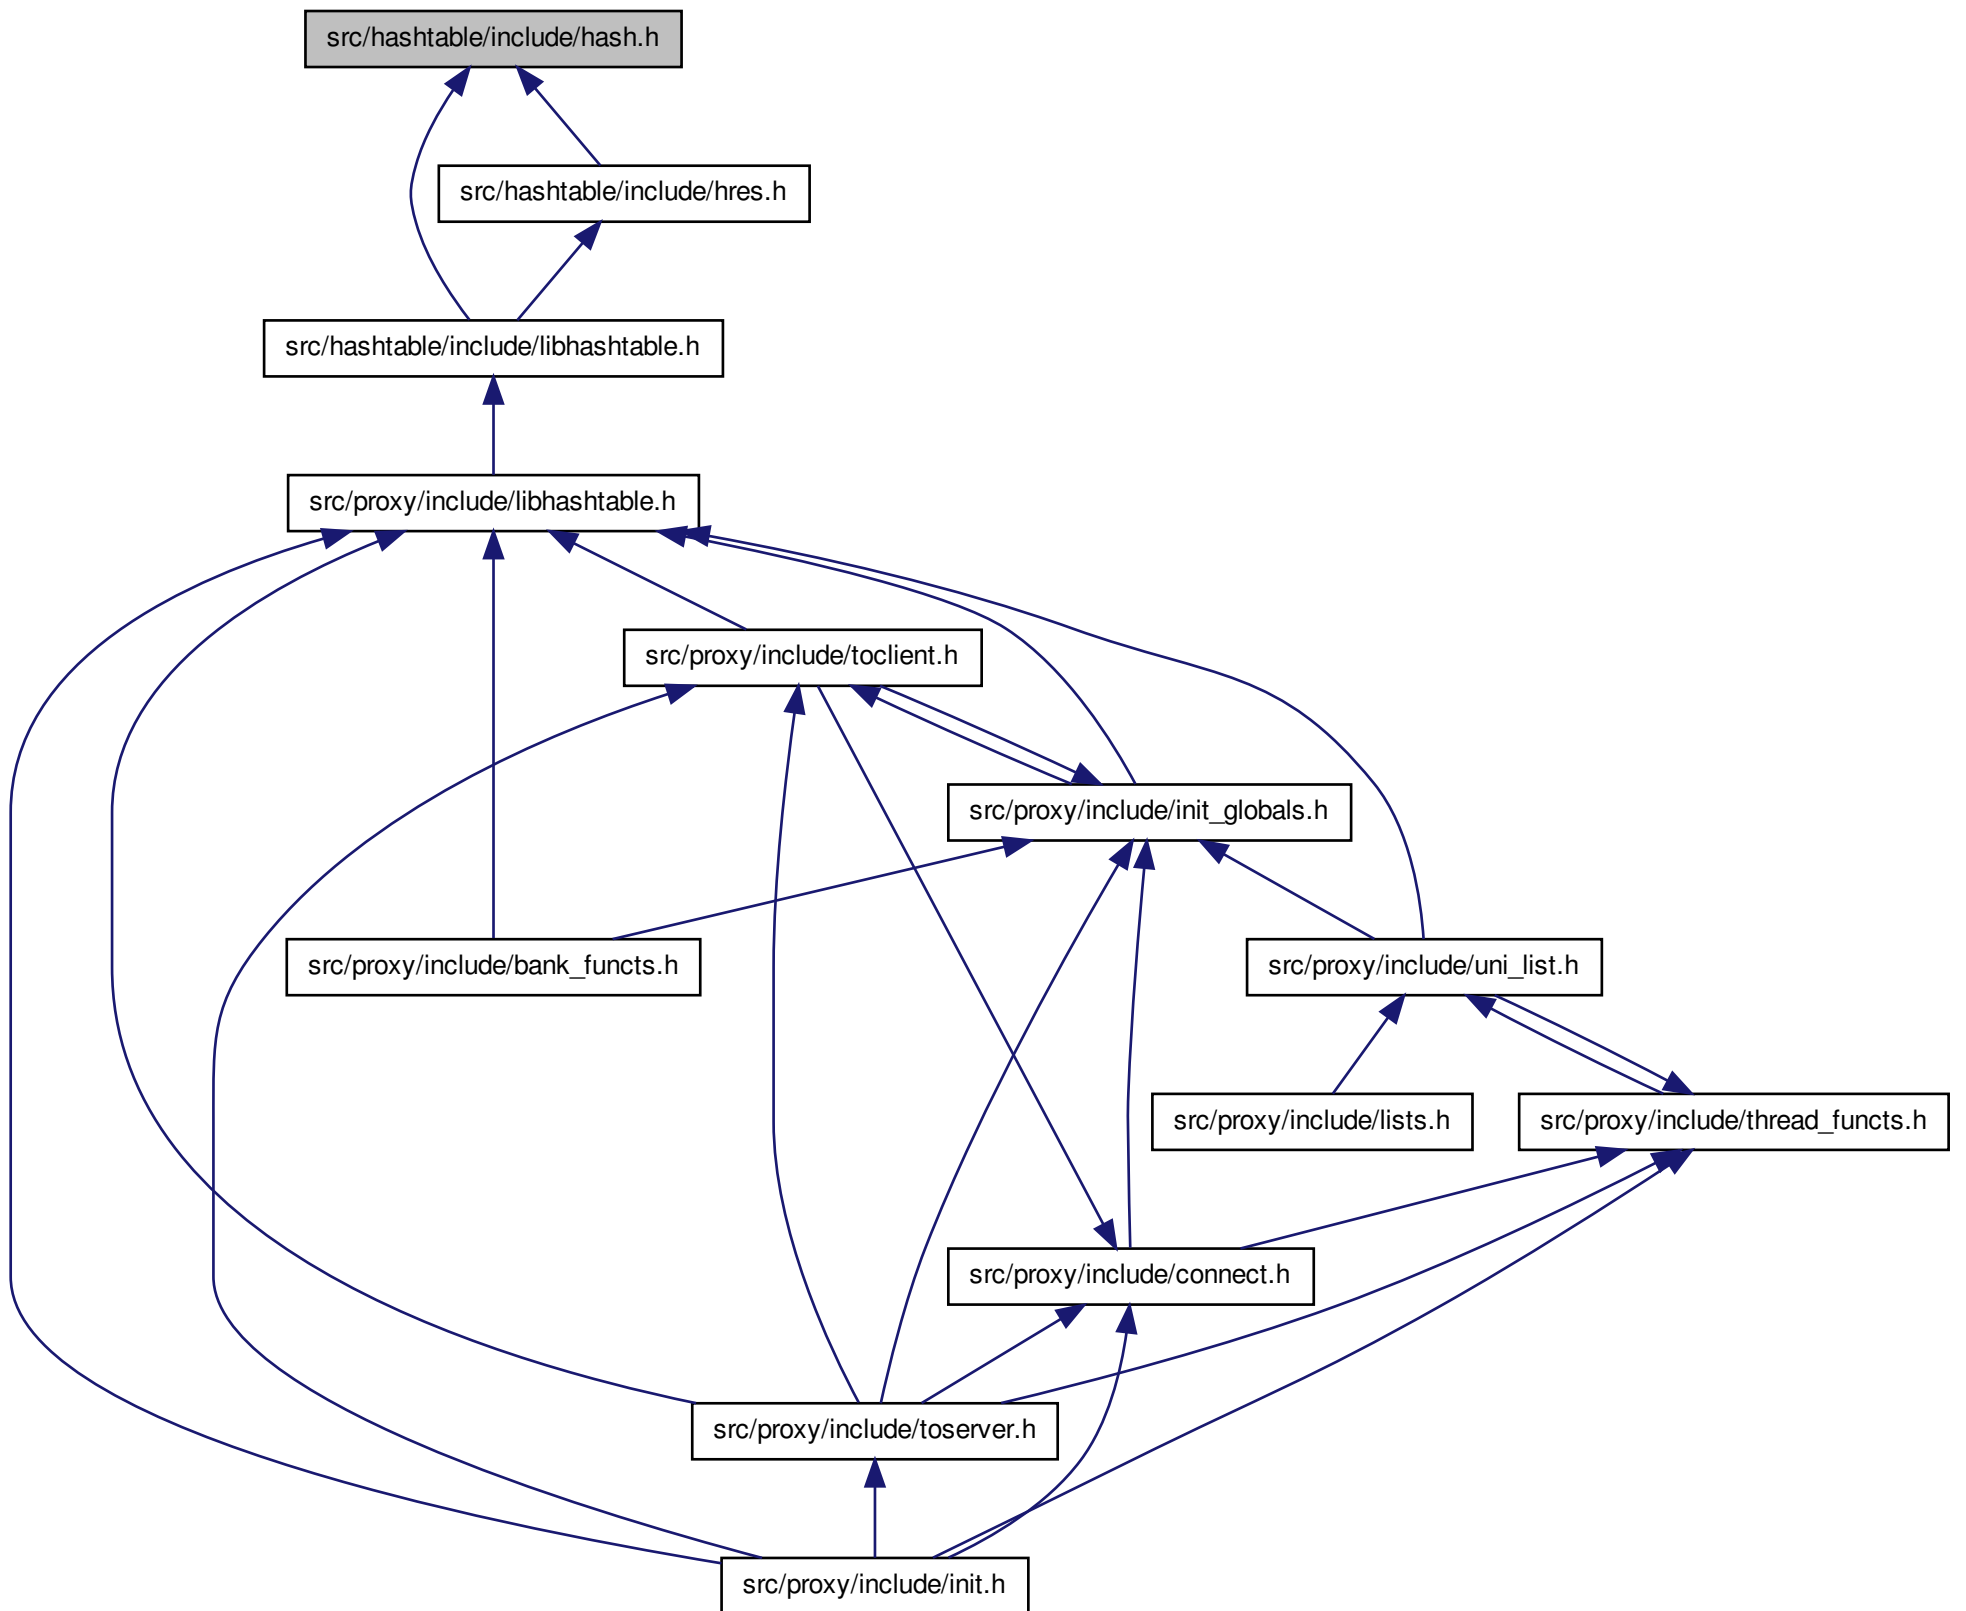 src/hashtable/include/hash.h
src/hashtable/include/hres.h
src/hashtable/include/libhashtable.h
src/proxy/include/libhashtable.h
src/proxy/include/toclient.h
src/proxy/include/init_globals.h
src/proxy/include/bank_functs.h
src/proxy/include/uni_list.h
src/proxy/include/lists.h
src/proxy/include/thread_functs.h
src/proxy/include/connect.h
src/proxy/include/toserver.h
src/proxy/include/init.h